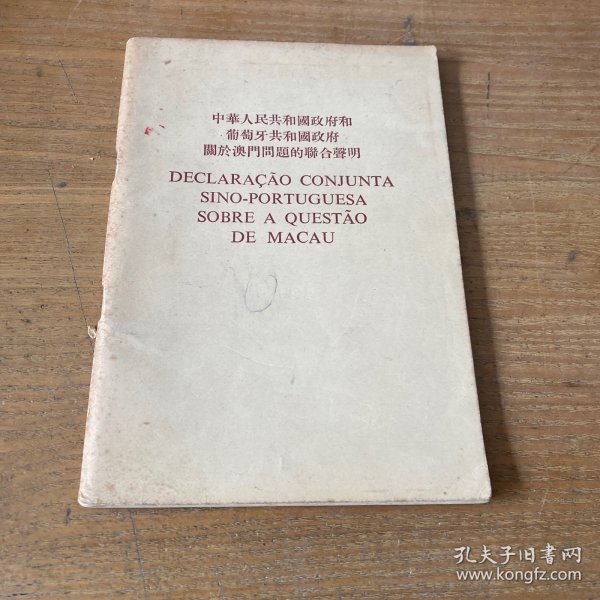 中華人民共和國政府和
葡萄牙共和國政府
關於澳門問題的聯合聲明
DECLARAÇÃO CONJUNTA
SINO-PORTUGUESA
SOBRE A QUESTÃO
DE MACAU
孔夫子旧书网
www.kongfz.com